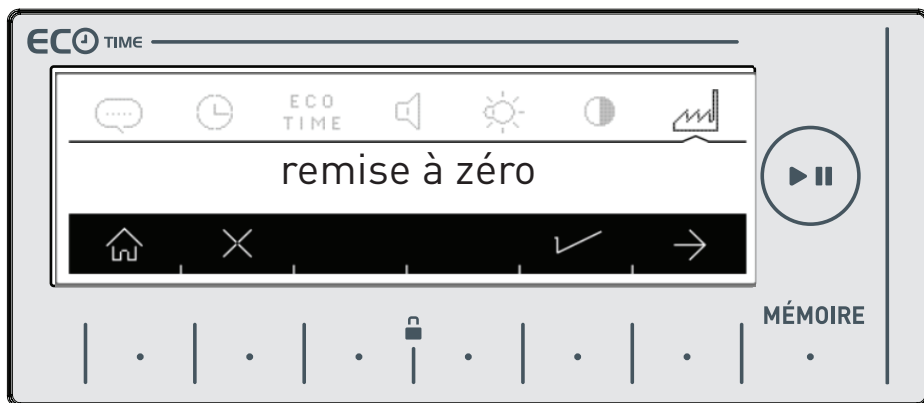 ECO TIME
ECO
TIME
remise à zéro
MÉMOIRE